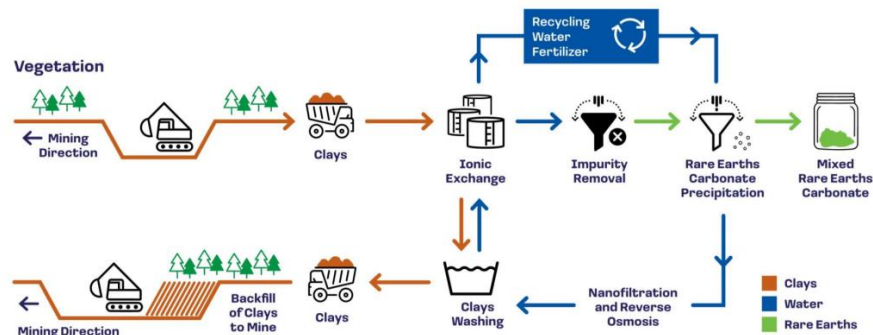 Recycling
Water
Fertilizer
Vegetation
Mining
Direction
Clays
Ionic
Exchange
Impurity
Removal
Rare Earths
Carbonate
Precipitation
Mixed
Rare Earths
Carbonate
Mining Direction
Backfill
of Clays
to Mine
Clays
Clays
Washing
Nanofiltration
and Reverse
Osmosis
Clays
Water
Rare Earths